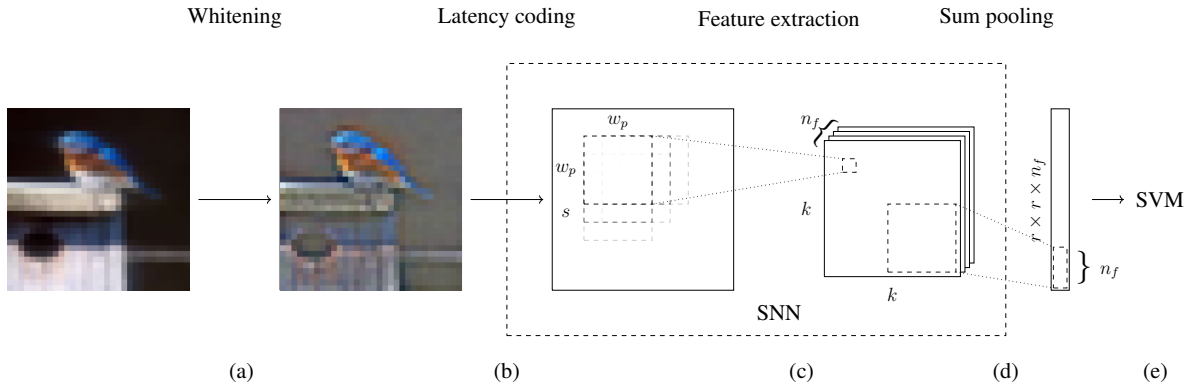 Whitening
Latency coding
Feature extraction
Sum pooling
w_p
w_p
s
n_f
k
k
r × r × n_f
n_f
SVM
SNN
(a)
(b)
(c)
(d)
(e)